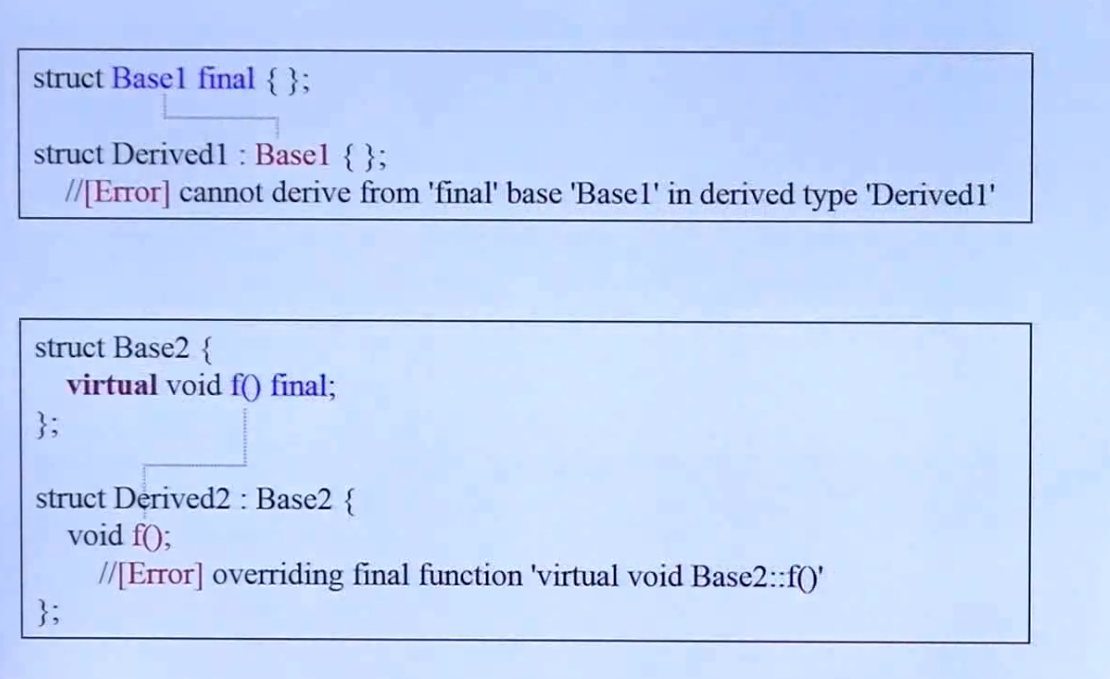 struct Base1 final { };
struct Derived1 : Base1 { };
//[Error] cannot derive from 'final' base 'Base1' in derived type 'Derived1'
struct Base2 {
virtual void f() final;
};
struct Derived2 : Base2 {
void f();
//[Error] overriding final function 'virtual void Base2::f()'
};